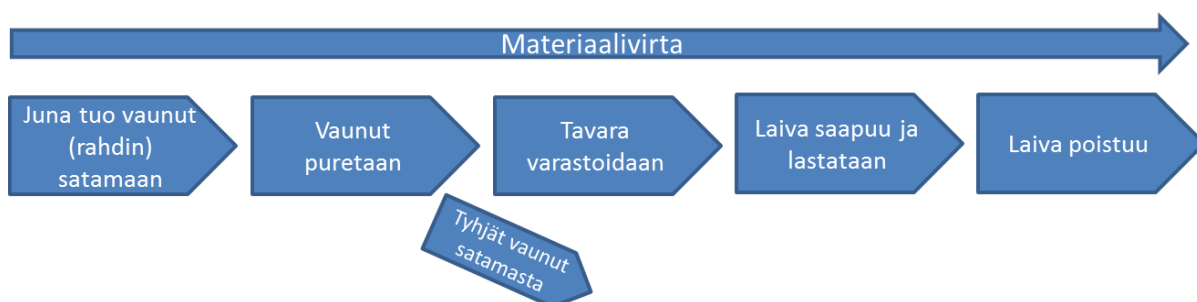 Materiaalivirta
Juna tuo vaunut
(rahdin)
satamaan
Vaunut
puretaan
Tavara
varastoidaan
Laiva saapuu ja
lastataan
Laiva poistuu
Tyhjät vaunut
satamasta